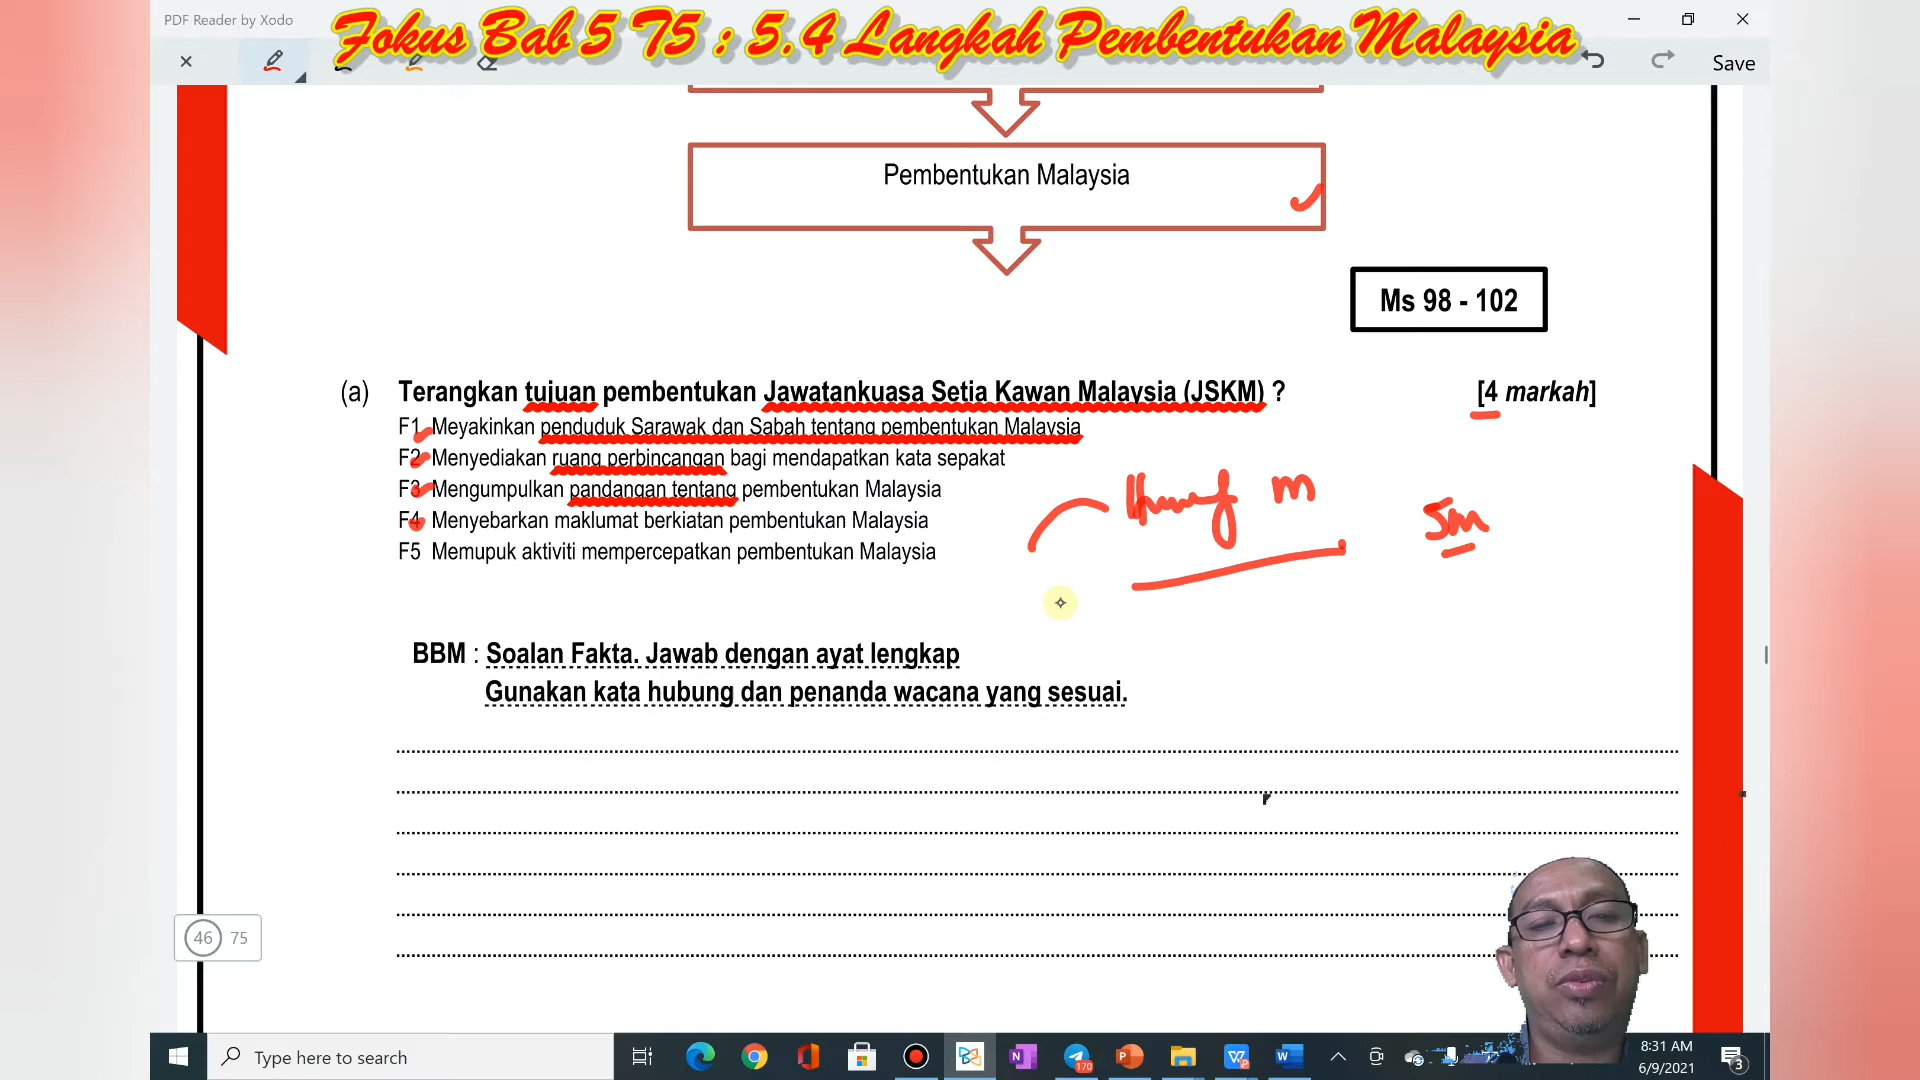 PDF Reader by Xodo
Fokus Bab 5 T5 : 5.4 Langkah Pembentukan Malaysia
Save
Pembentukan Malaysia
Ms 98 - 102
(a) Terangkan tujuan pembentukan Jawatankuasa Setia Kawan Malaysia (JSKM) ? [4 markah]
F1 Meyakinkan penduduk Sarawak dan Sabah tentang pembentukan Malaysia
F2 Menyediakan ruang perbincangan bagi mendapatkan kata sepakat
F3 Mengumpulkan pandangan tentang pembentukan Malaysia
F4 Menyebarkan maklumat berkiatan pembentukan Malaysia
F5 Memupuk aktiviti mempercepatkan pembentukan Malaysia
Huruf m
5m
BBM : Soalan Fakta. Jawab dengan ayat lengkap
Gunakan kata hubung dan penanda wacana yang sesuai.
46 75
Type here to search
170
8:31 AM
6/9/2021
3